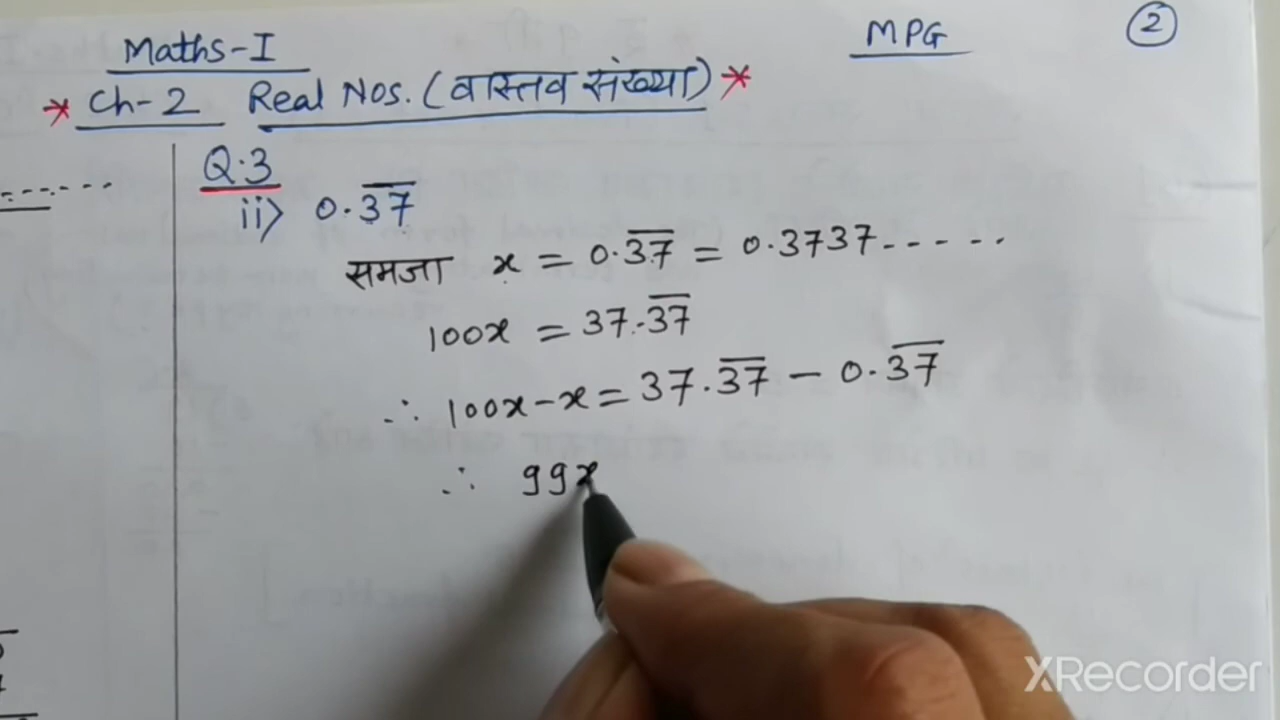 Maths-I MPG 2
* Ch-2 Real Nos. (वास्तव संख्या) *
Q.3
ii> 0.3̅7̅
समजा x = 0.3̅7̅ = 0.3737------
100x = 37.3̅7̅
∴ 100x-x = 37.3̅7̅ - 0.3̅7̅
∴ 99x
XRecorder